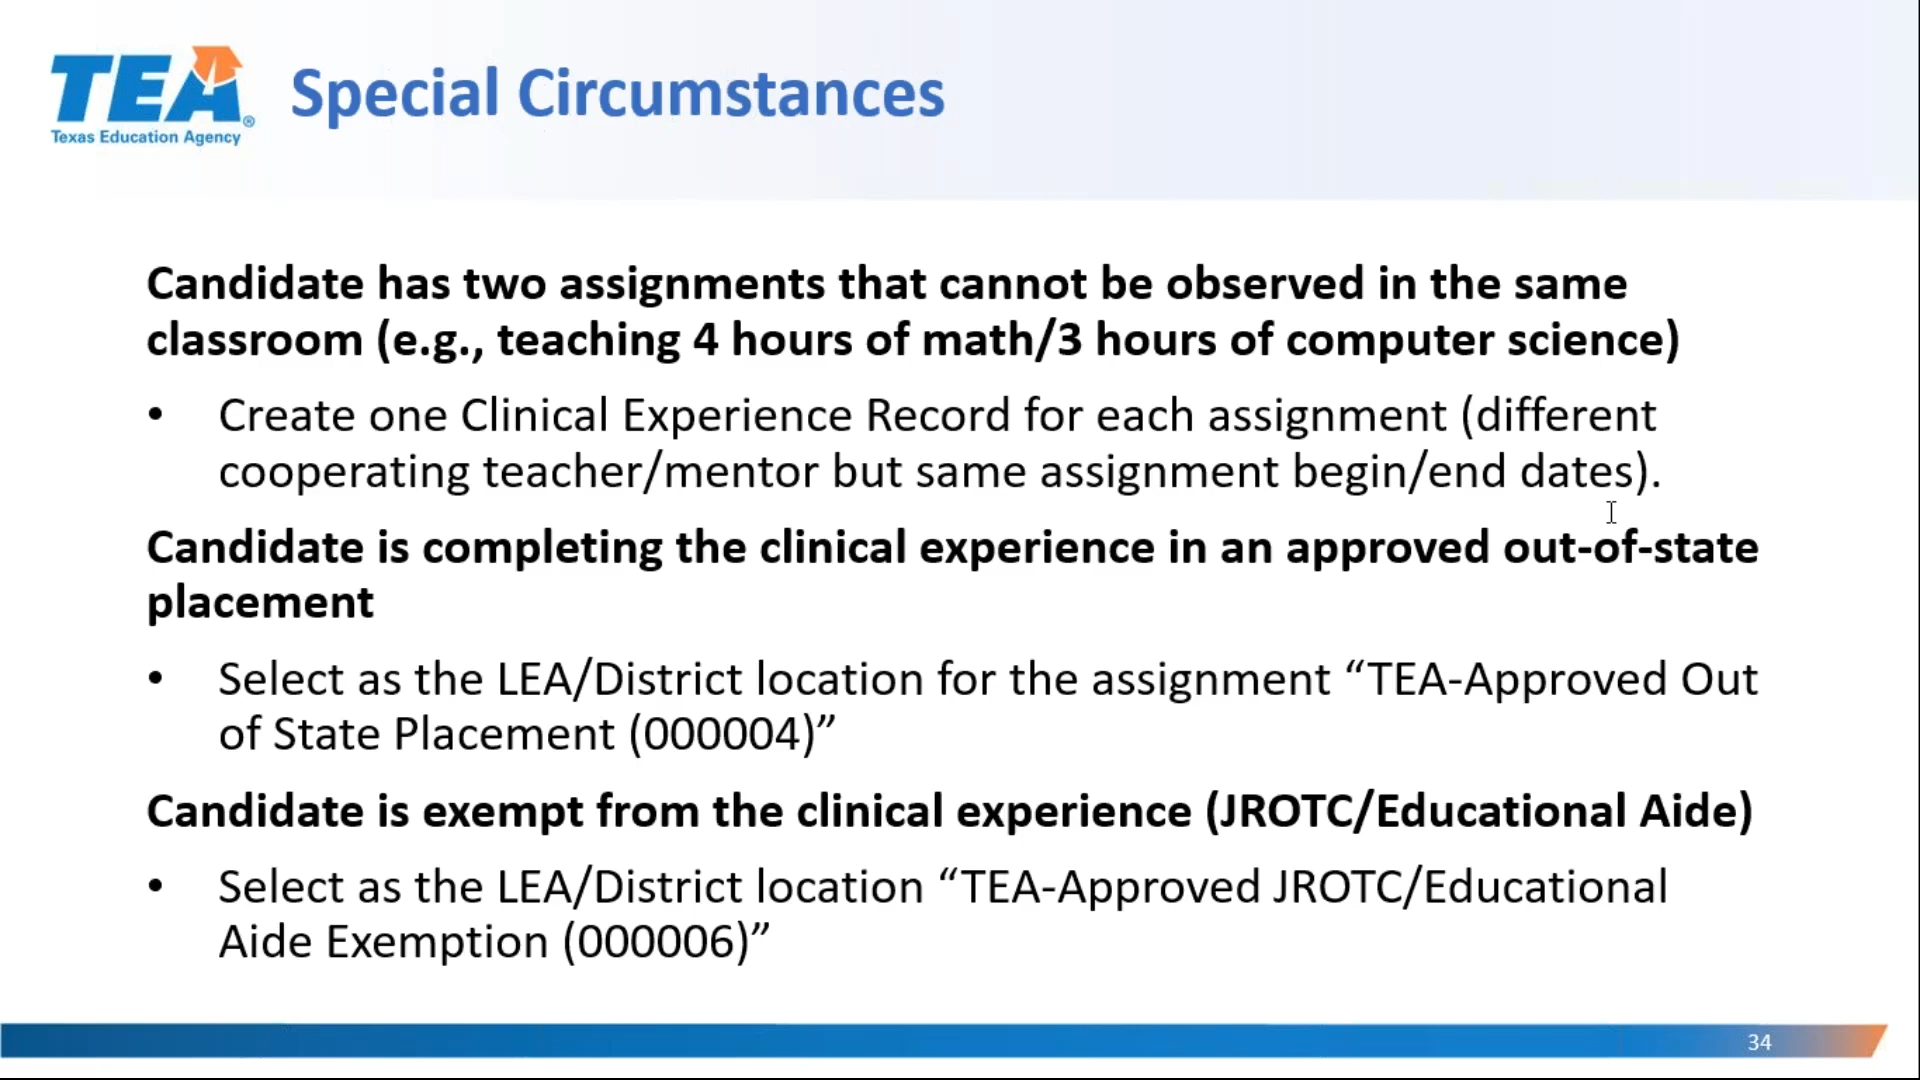 TEA®
Texas Education Agency
Special Circumstances
Candidate has two assignments that cannot be observed in the same
classroom (e.g., teaching 4 hours of math/3 hours of computer science)
• Create one Clinical Experience Record for each assignment (different
cooperating teacher/mentor but same assignment begin/end dates).
Candidate is completing the clinical experience in an approved out-of-state
placement
• Select as the LEA/District location for the assignment “TEA-Approved Out
of State Placement (000004)”
Candidate is exempt from the clinical experience (JROTC/Educational Aide)
• Select as the LEA/District location “TEA-Approved JROTC/Educational
Aide Exemption (000006)”
34